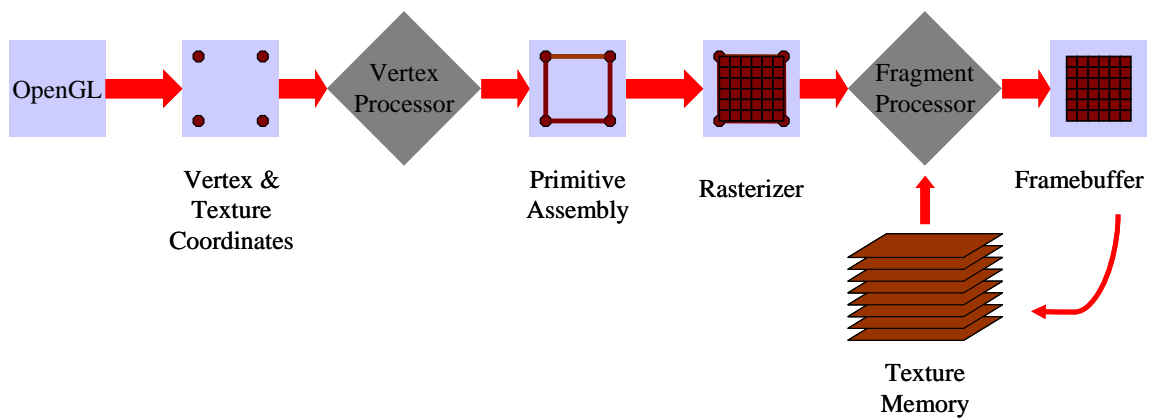 OpenGL
Vertex &
Texture
Coordinates
Vertex
Processor
Primitive
Assembly
Rasterizer
Fragment
Processor
Framebuffer
Texture
Memory